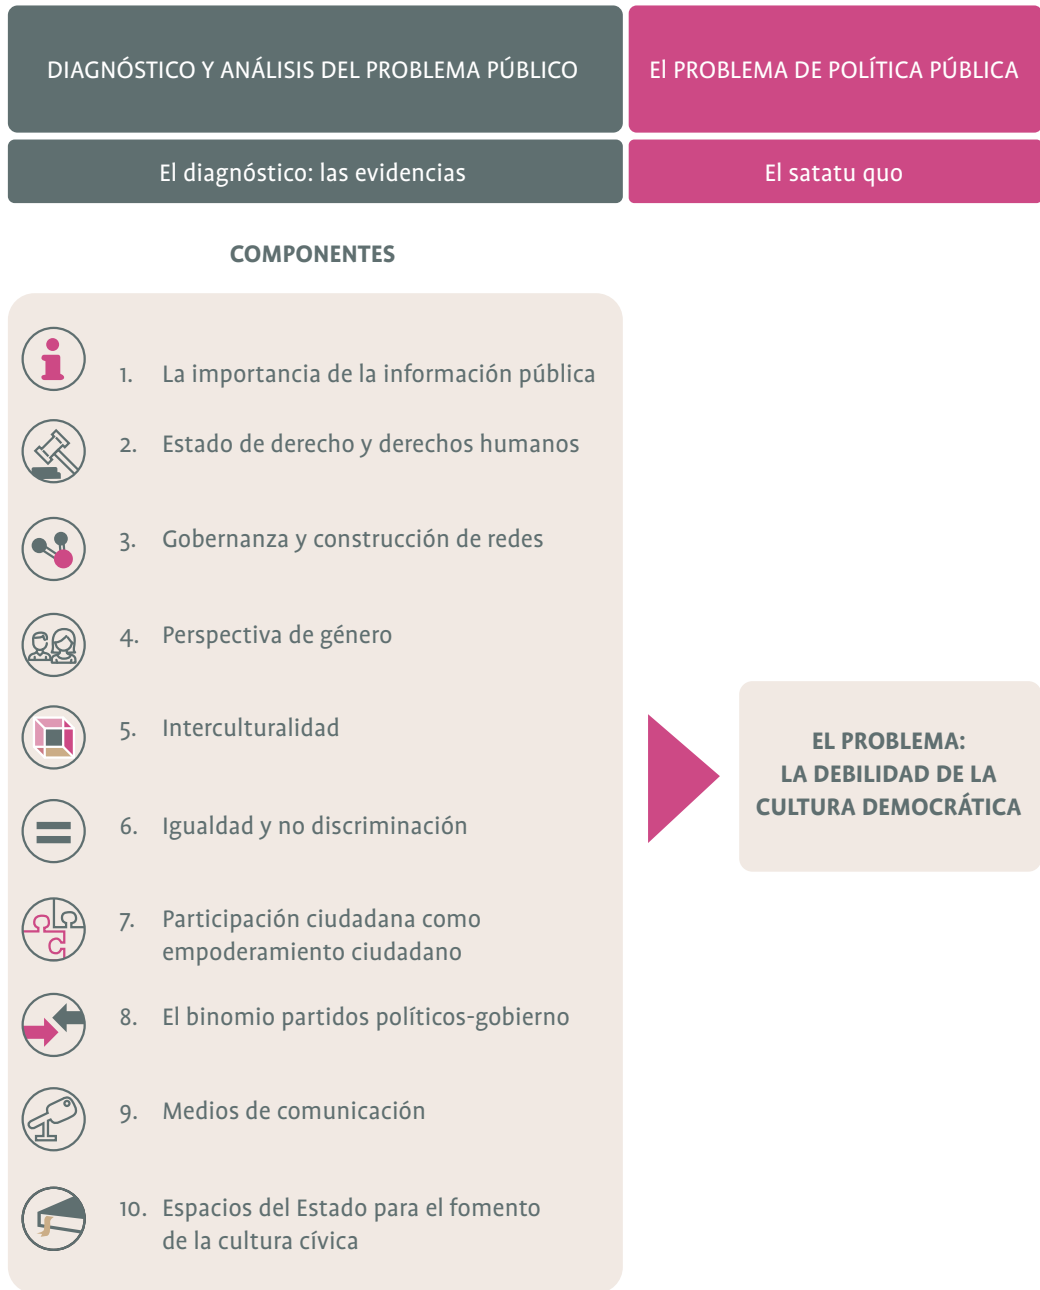 DIAGNÓSTICO Y ANÁLISIS DEL PROBLEMA PÚBLICO
El PROBLEMA DE POLÍTICA PÚBLICA
El diagnóstico: las evidencias
El satatu quo
COMPONENTES
1. La importancia de la información pública
2. Estado de derecho y derechos humanos
3. Gobernanza y construcción de redes
4. Perspectiva de género
5. Interculturalidad
6. Igualdad y no discriminación
7. Participación ciudadana como
empoderamiento ciudadano
8. El binomio partidos políticos-gobierno
9. Medios de comunicación
10. Espacios del Estado para el fomento
de la cultura cívica
EL PROBLEMA:
LA DEBILIDAD DE LA
CULTURA DEMOCRÁTICA